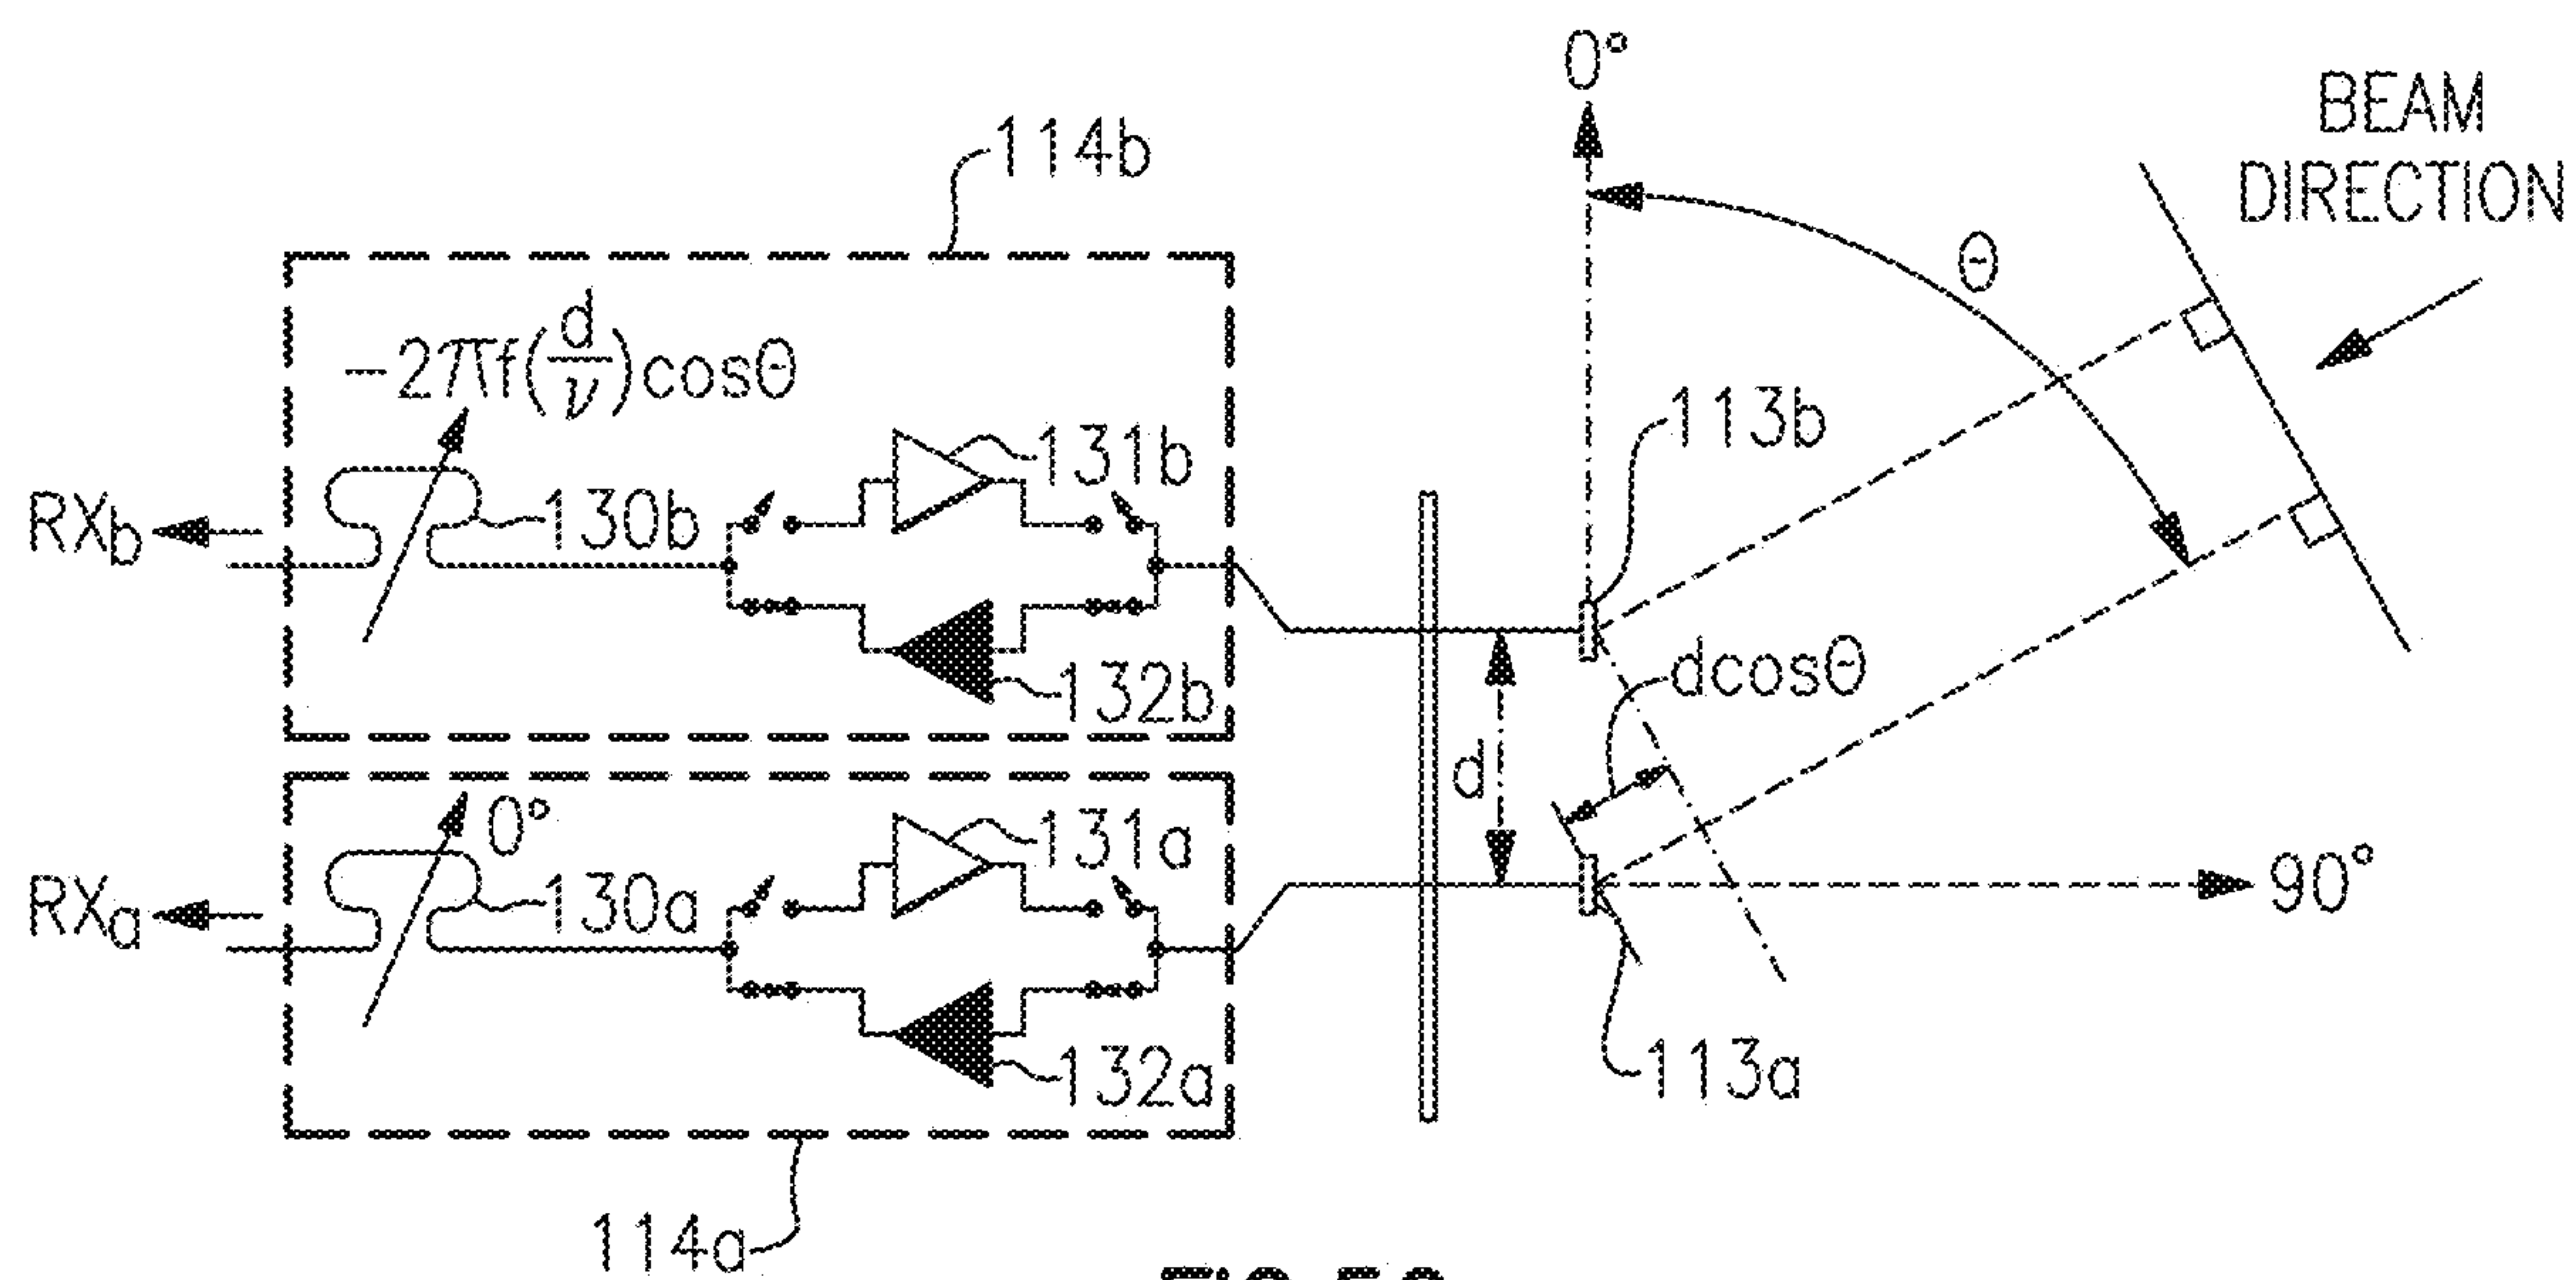 0°
BEAM
DIRECTION
114b
θ
-2πf(d/ν)cosθ
113b
131b
RXb
130b
132b
dcosθ
d
0°
131a
RXa
130a
90°
132a
113a
114a